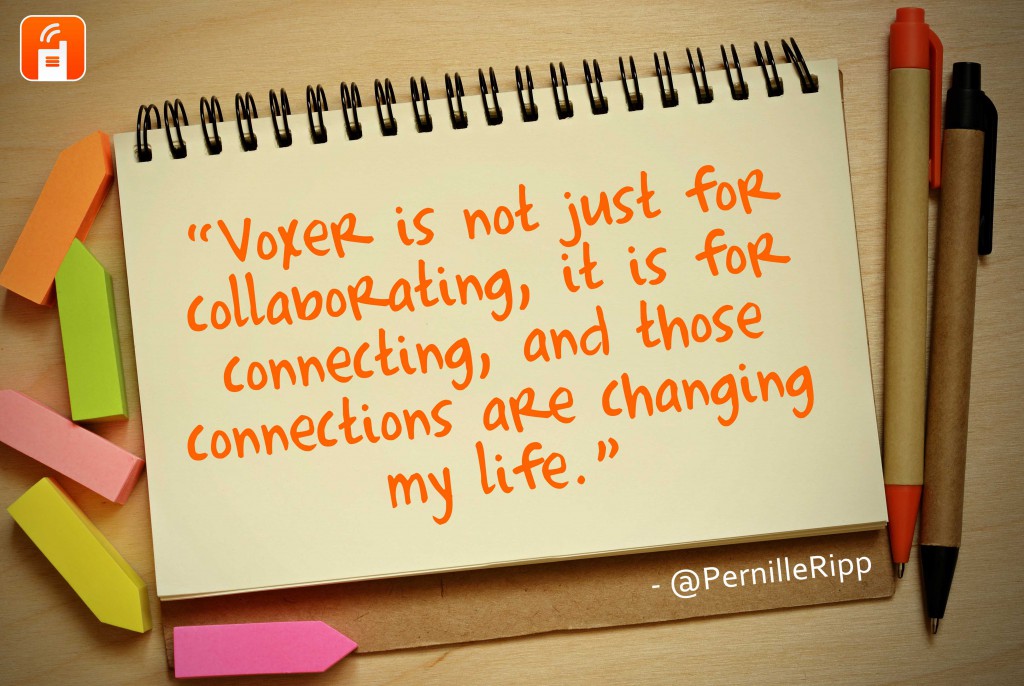 “Voxer is not just for
collaborating, it is for
connecting, and those
connections are changing
my life.”
- @PernilleRipp